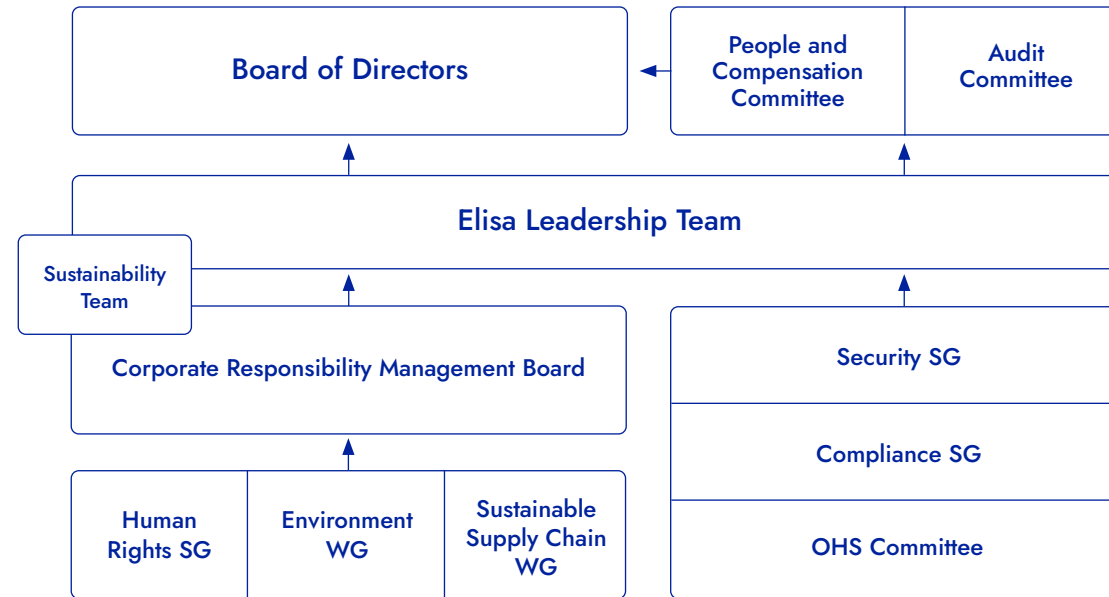 Board of Directors
People and
Compensation
Committee
Audit
Committee
Elisa Leadership Team
Sustainability
Team
Corporate Responsibility Management Board
Security SG
Compliance SG
OHS Committee
Human
Rights SG
Environment
WG
Sustainable
Supply Chain
WG